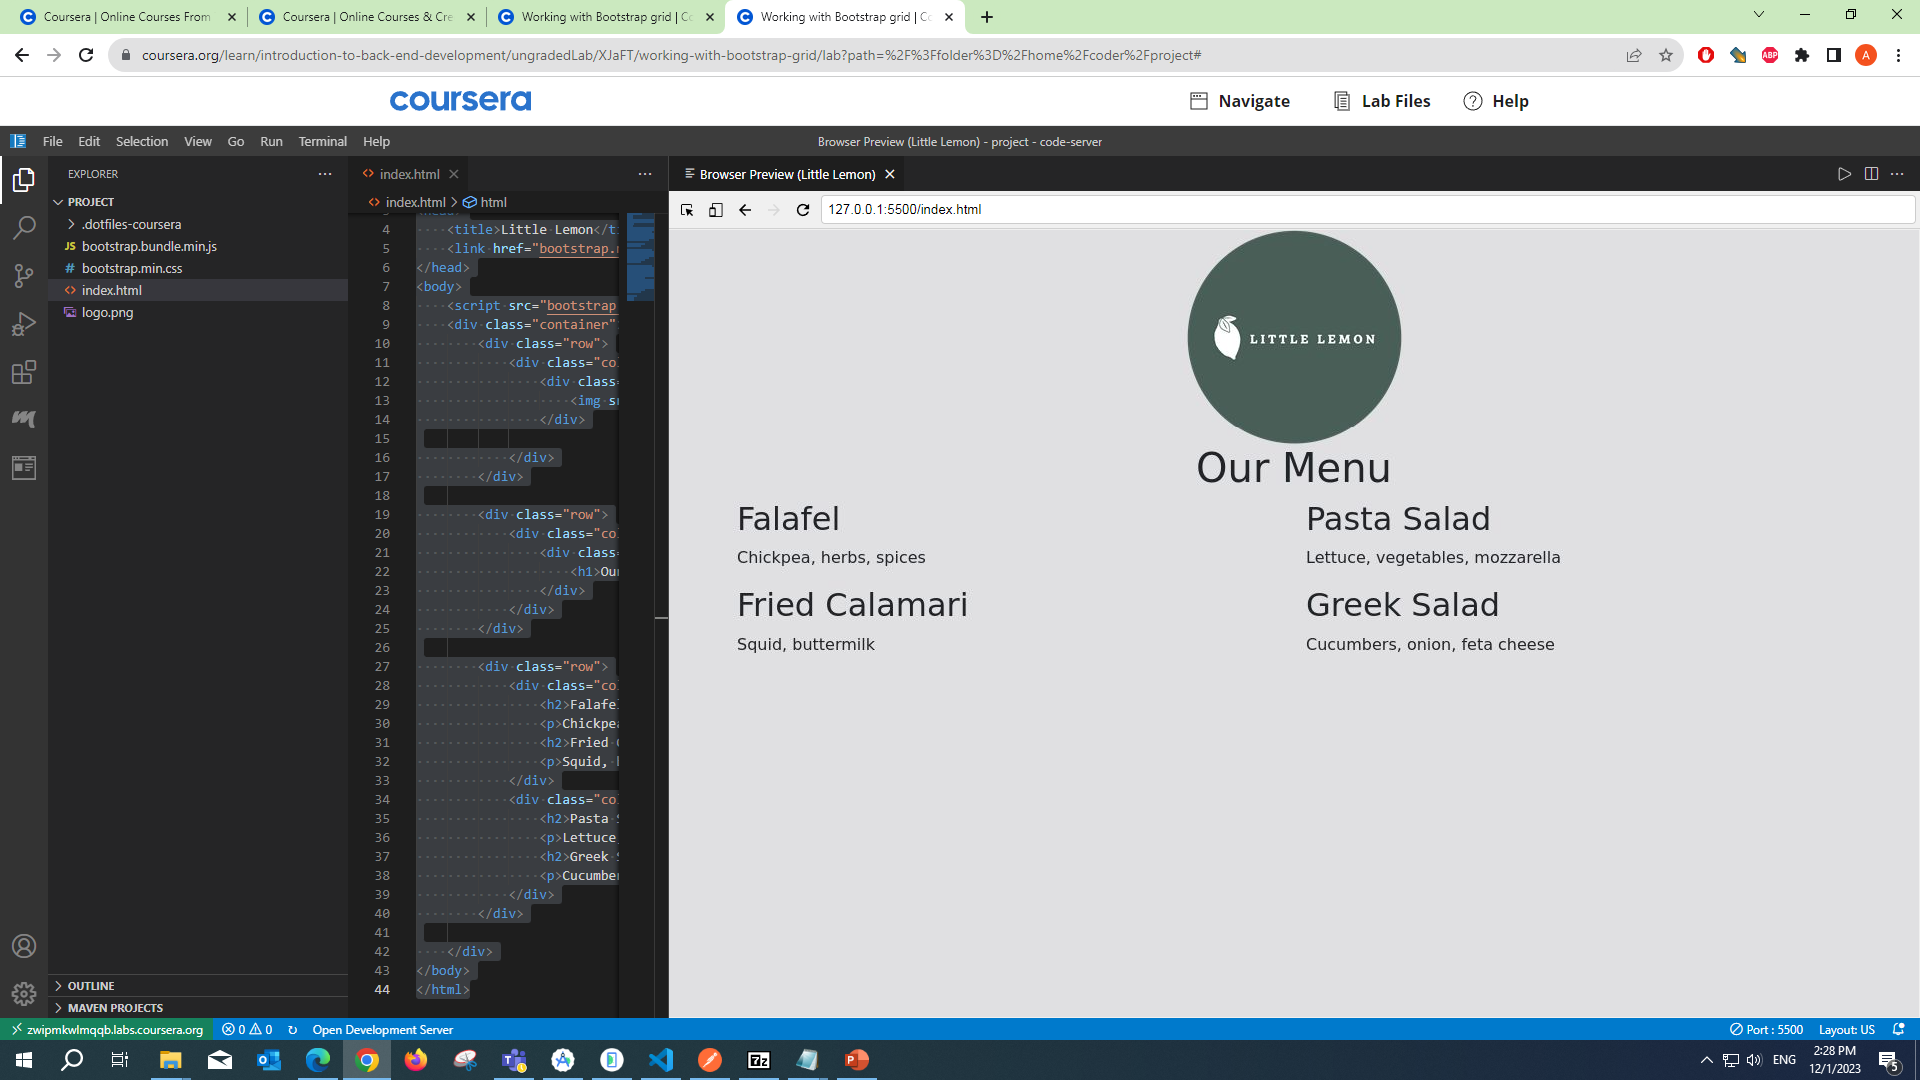 Coursera | Online Courses From
Coursera | Online Courses & Cre
Working with Bootstrap grid | Co
Working with Bootstrap grid | Co
coursera.org/learn/introduction-to-back-end-development/ungradedLab/XJaFT/working-with-bootstrap-grid/lab?path=%2F%3Ffolder%3D%2Fhome%2Fcoder%2Fproject#
ABP
A
coursera
Navigate
Lab Files
Help
File Edit Selection View Go Run Terminal Help
Browser Preview (Little Lemon) - project - code-server
EXPLORER
PROJECT
.dotfiles-coursera
JS bootstrap.bundle.min.js
# bootstrap.min.css
<> index.html
logo.png
OUTLINE
MAVEN PROJECTS
<> index.html
<> index.html > html
4 <title>Little Lemon</ti
5 <link href="bootstrap.
6 </head>
7 <body>
8 <script src="bootstrap
9 <div class="container"
10 <div class="row">
11 <div class="co
12 <div class=
13 <img sr
14 </div>
15
16 </div>
17 </div>
18
19 <div class="row">
20 <div class="co
21 <div class=
22 <h1>Our
23 </div>
24 </div>
25 </div>
26
27 <div class="row">
28 <div class="co
29 <h2>Falafel
30 <p>Chickpea
31 <h2>Fried
32 <p>Squid,
33 </div>
34 <div class="co
35 <h2>Pasta
36 <p>Lettuce
37 <h2>Greek
38 <p>Cucumber
39 </div>
40 </div>
41
42 </div>
43 </body>
44 </html>
Browser Preview (Little Lemon)
127.0.0.1:5500/index.html
LITTLE LEMON
Our Menu
Falafel
Chickpea, herbs, spices
Fried Calamari
Squid, buttermilk
Pasta Salad
Lettuce, vegetables, mozzarella
Greek Salad
Cucumbers, onion, feta cheese
zwipmkwlmqqb.labs.coursera.org
0 0
Open Development Server
Port : 5500
Layout: US
7z
ENG
2:28 PM
12/1/2023
5